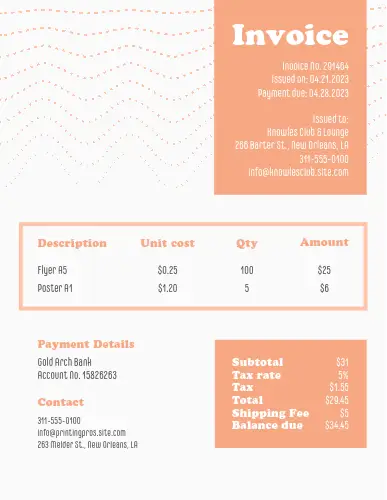 Invoice
Invoice No. 201464
Issued on: 04.21.2023
Payment due: 04.28.2023
Issued to:
Knowles Club & Lounge
266 Barter St., New Orleans, LA
311-555-0100
info@knowlesclub.site.com
Description Unit cost Qty Amount
Flyer A5 $0.25 100 $25
Poster A1 $1.20 5 $6
Payment Details
Gold Arch Bank
Account No. 15826263
Contact
311-555-0100
info@printingpros.site.com
263 Melder St., New Orleans, LA
Subtotal $31
Tax rate 5%
Tax $1.55
Total $29.45
Shipping Fee $5
Balance due $34.45